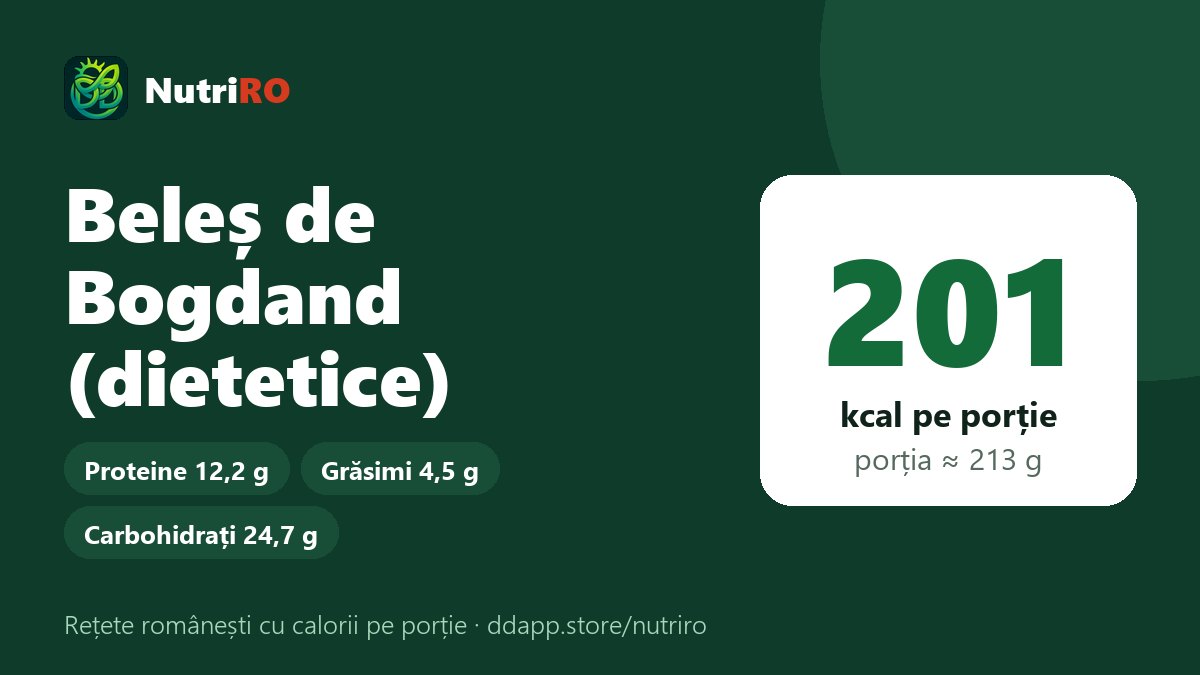 NutriRO
Beleș de
Bogdand
(dietetice)
Proteine 12,2 g
Grăsimi 4,5 g
Carbohidrați 24,7 g
201
kcal pe porție
porția ≈ 213 g
Rețete românești cu calorii pe porție · ddapp.store/nutriro